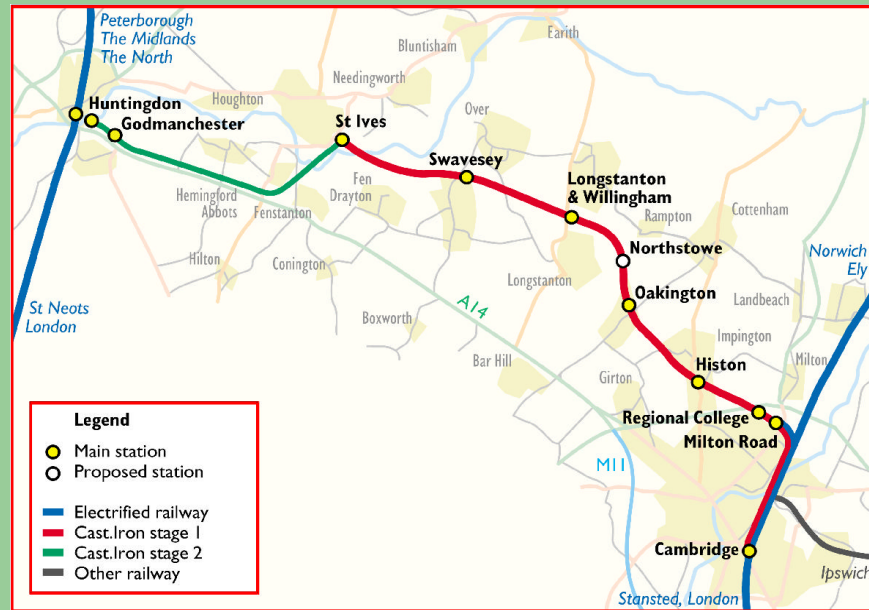 Peterborough
The Midlands
The North
Bluntisham
Earith
Needingworth
Houghton
Huntingdon
Godmanchester
St Ives
Over
Swavesey
Fen
Drayton
Longstanton
& Willingham
Hemingford
Abbots
Fenstanton
Rampton
Cottenham
Hilton
Conington
Northstowe
Norwich
Ely
Longstanton
Oakington
Landbeach
St Neots
London
A14
Boxworth
Impington
Bar Hill
Histon
Milton
Girton
Regional College
Milton Road
M11
Legend
Main station
Proposed station
Electrified railway
Cast.Iron stage 1
Cast.Iron stage 2
Other railway
Cambridge
Ipswich
Stansted, London